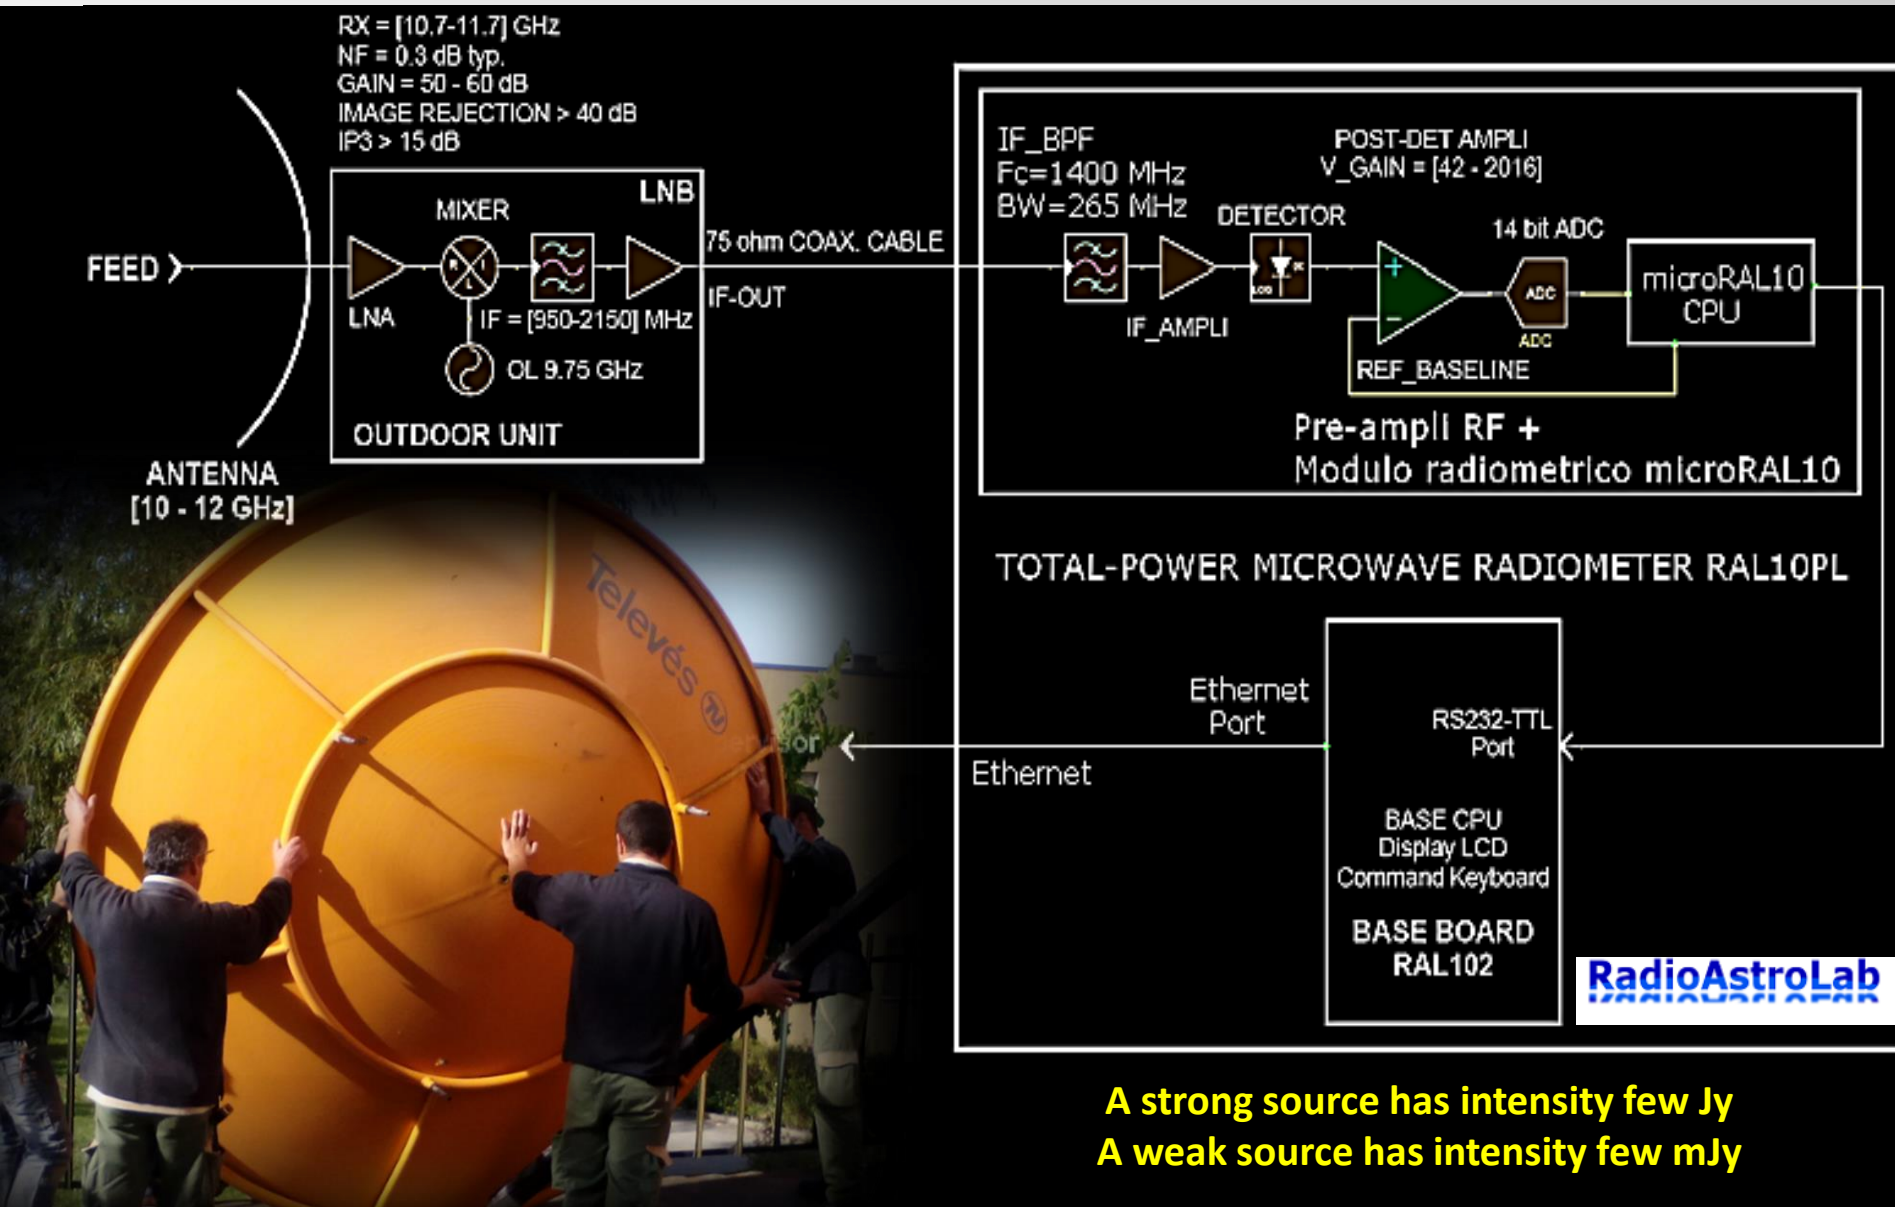 RX = [10.7-11.7] GHz
NF = 0.3 dB typ.
GAIN = 50 - 60 dB
IMAGE REJECTION > 40 dB
IP3 > 15 dB
LNB
MIXER
FEED
LNA
IF = [950-2150] MHz
OL 9.75 GHz
OUTDOOR UNIT
75 ohm COAX. CABLE
IF-OUT
ANTENNA
[10 - 12 GHz]
IF_BPF
Fc=1400 MHz
BW=265 MHz
POST-DET AMPLI
V_GAIN = [42 - 2016]
DETECTOR
14 bit ADC
IF_AMPLI
ADC
ADC
microRAL10
CPU
REF_BASELINE
Pre-ampli RF +
Modulo radiometrico microRAL10
TOTAL-POWER MICROWAVE RADIOMETER RAL10PL
Televés
Ethernet
Port
RS232-TTL
Port
Ethernet
BASE CPU
Display LCD
Command Keyboard
BASE BOARD
RAL102
RadioAstroLab
A strong source has intensity few Jy
A weak source has intensity few mJy